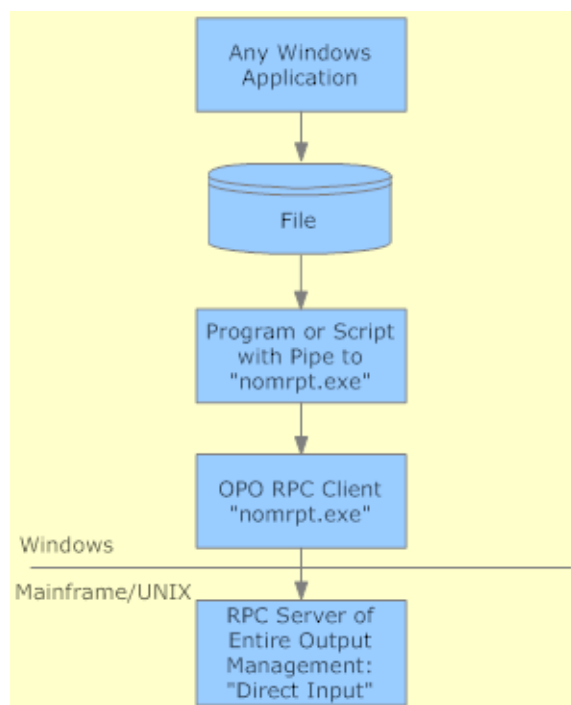 Any Windows
Application
File
Program or Script
with Pipe to
"nomrpt.exe"
OPO RPC Client
"nomrpt.exe"
Windows
Mainframe/UNIX
RPC Server of
Entire Output
Management:
"Direct Input"